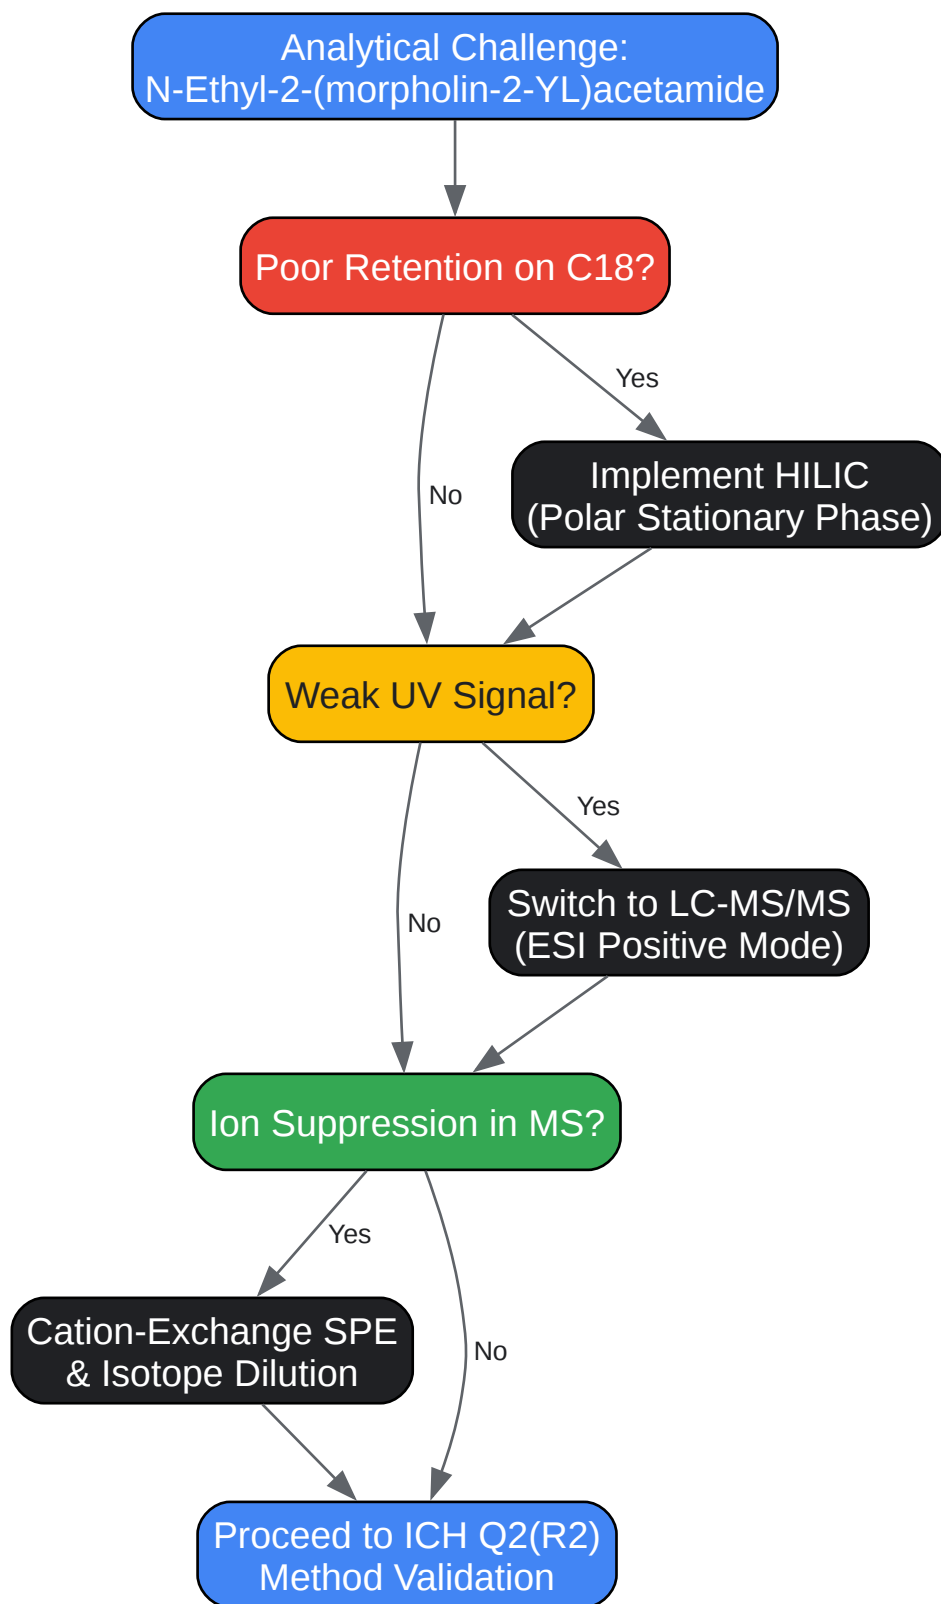 Analytical Challenge:
N-Ethyl-2-(morpholin-2-YL)acetamide
Poor Retention on C18?
Yes
Implement HILIC
(Polar Stationary Phase)
No
Weak UV Signal?
Yes
Switch to LC-MS/MS
(ESI Positive Mode)
No
Ion Suppression in MS?
Yes
Cation-Exchange SPE
& Isotope Dilution
No
Proceed to ICH Q2(R2)
Method Validation